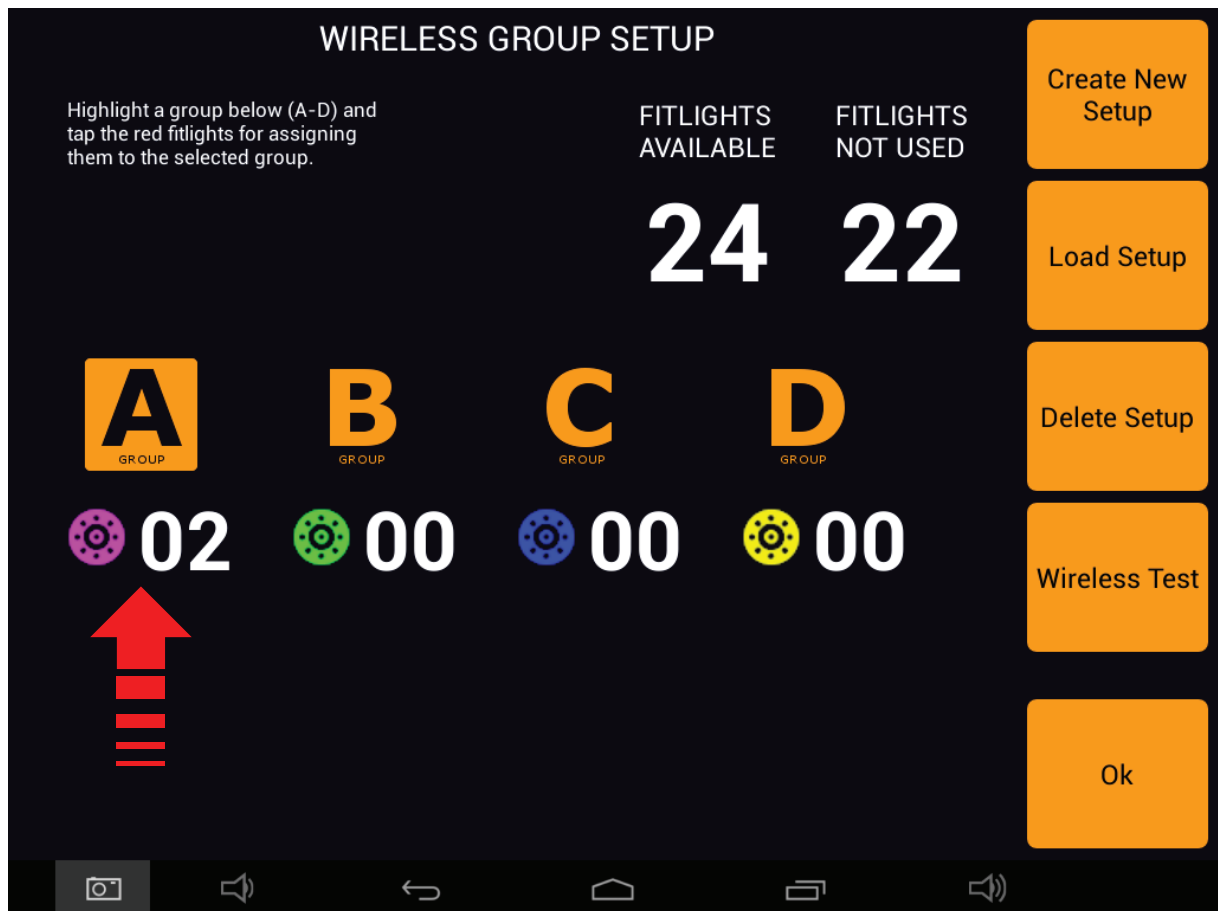 WIRELESS GROUP SETUP
Highlight a group below (A-D) and
tap the red fitlights for assigning
them to the selected group.
FITLIGHTS
AVAILABLE
FITLIGHTS
NOT USED
24
22
A
GROUP
B
GROUP
C
GROUP
D
GROUP
02
00
00
00
Create New
Setup
Load Setup
Delete Setup
Wireless Test
Ok